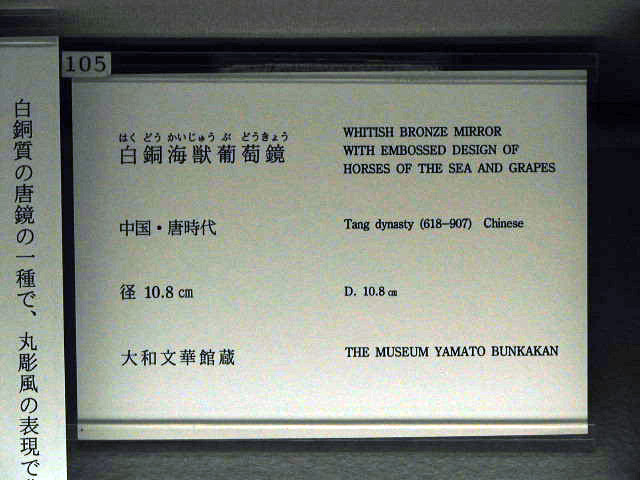 105
はくどうかいじゅうぶどうきょう
白銅海獣葡萄鏡
WHITISH BRONZE MIRROR
WITH EMBOSSED DESIGN OF
HORSES OF THE SEA AND GRAPES
中国・唐時代
Tang dynasty (618-907) Chinese
径 10.8 ㎝
D. 10.8 ㎝
大和文華館蔵
THE MUSEUM YAMATO BUNKAKAN
白銅質の唐鏡の一種で、丸彫風の表現で